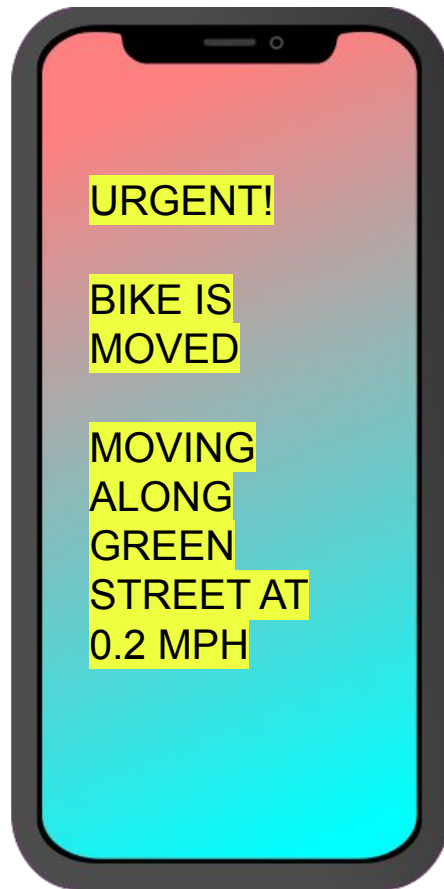 URGENT!
BIKE IS
MOVED
MOVING
ALONG
GREEN
STREET AT
0.2 MPH